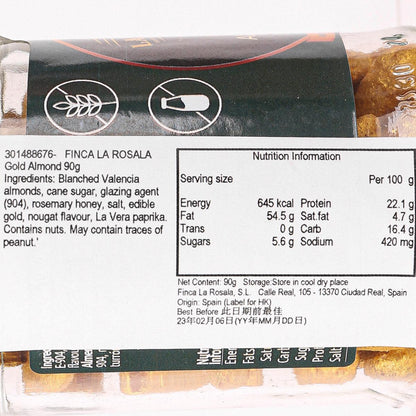 301488676- FINCA LA ROSALA
Gold Almond 90g
Ingredients: Blanched Valencia
almonds, cane sugar, glazing agent
(904), rosemary honey, salt, edible
gold, nougat flavour, La Vera paprika.
Contains nuts. May contain traces of
peanut.'
Nutrition Information
Serving size Per 100 g
Energy 645 kcal Protein 22.1 g
Fat 54.5 g Sat.fat 4.7 g
Trans 0 g Carb 16.4 g
Sugars 5.6 g Sodium 420 mg
Net Content: 90g Storage:Store in cool dry place
Finca La Rosala, S.L. Calle Real, 105 - 13370 Ciudad Real, Spain
Origin: Spain (Label for HK)
Best Before 此日期前最佳
23年02月06日(YY年MM月DD日)